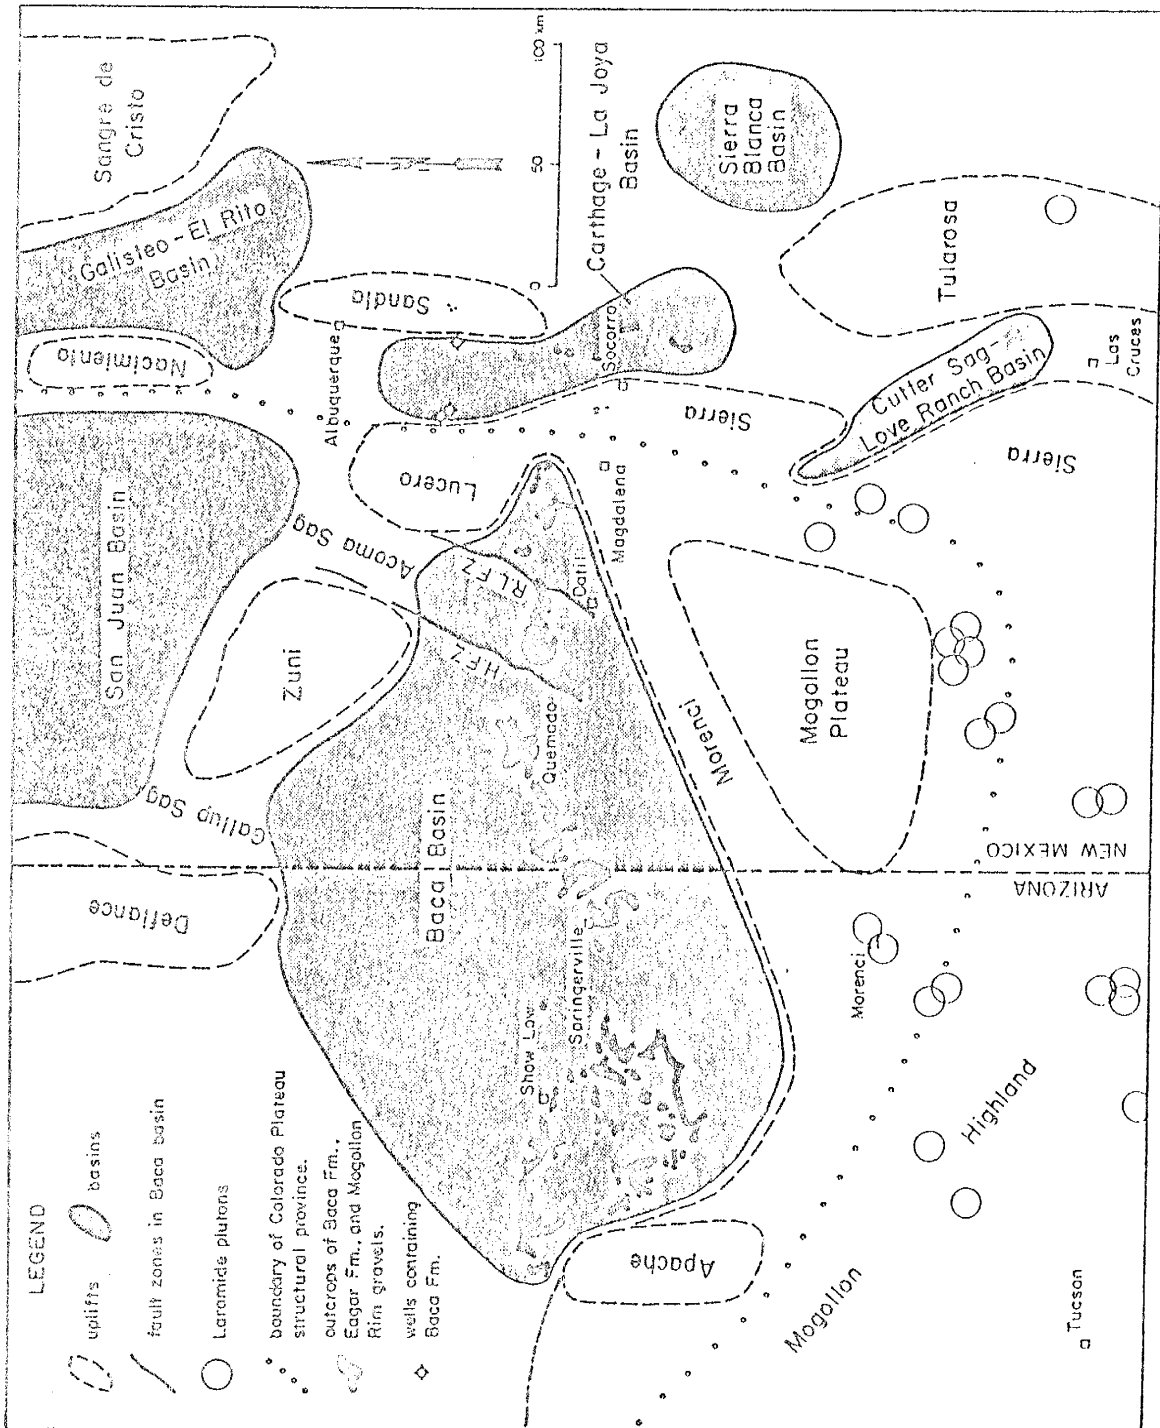 LEGEND
uplifts
basins
fault zones in Baca basin
Laramide plutons
boundary of Colorado Plateau
structural province.
outcrops of Baca Fm.,
Eagar Fm., and Mogollon
Rim gravels.
wells containing
Baca Fm.
Defiance
Gallup Sag
San Juan Basin
Zuni
Acoma Sag
Nacimiento
Galisteo – El Rito
Basin
Sangre de
Cristo
Albuquerque
Sandia
Lucero
0
50
100 km
Baca Basin
H.F.Z.
R.L.F.Z.
Show Low
Springerville
Quemado
Datil
Magdalena
Socorro
Carthage – La Joya
Basin
Sierra
Blanca
Basin
Apache
Morenci
Mogollon
Plateau
Sierra
Cutler Sag –
Love Ranch Basin
Tularosa
Las
Cruces
Sierra
Morenci
ARIZONA
NEW MEXICO
Mogollon
Highland
Tucson